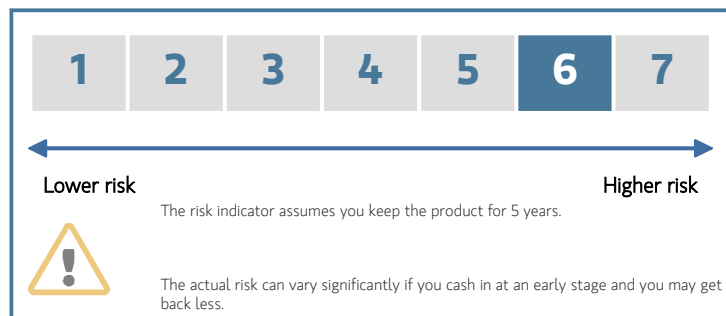 1 2 3 4 5 6 7
Lower risk Higher risk
The risk indicator assumes you keep the product for 5 years.
The actual risk can vary significantly if you cash in at an early stage and you may get
back less.